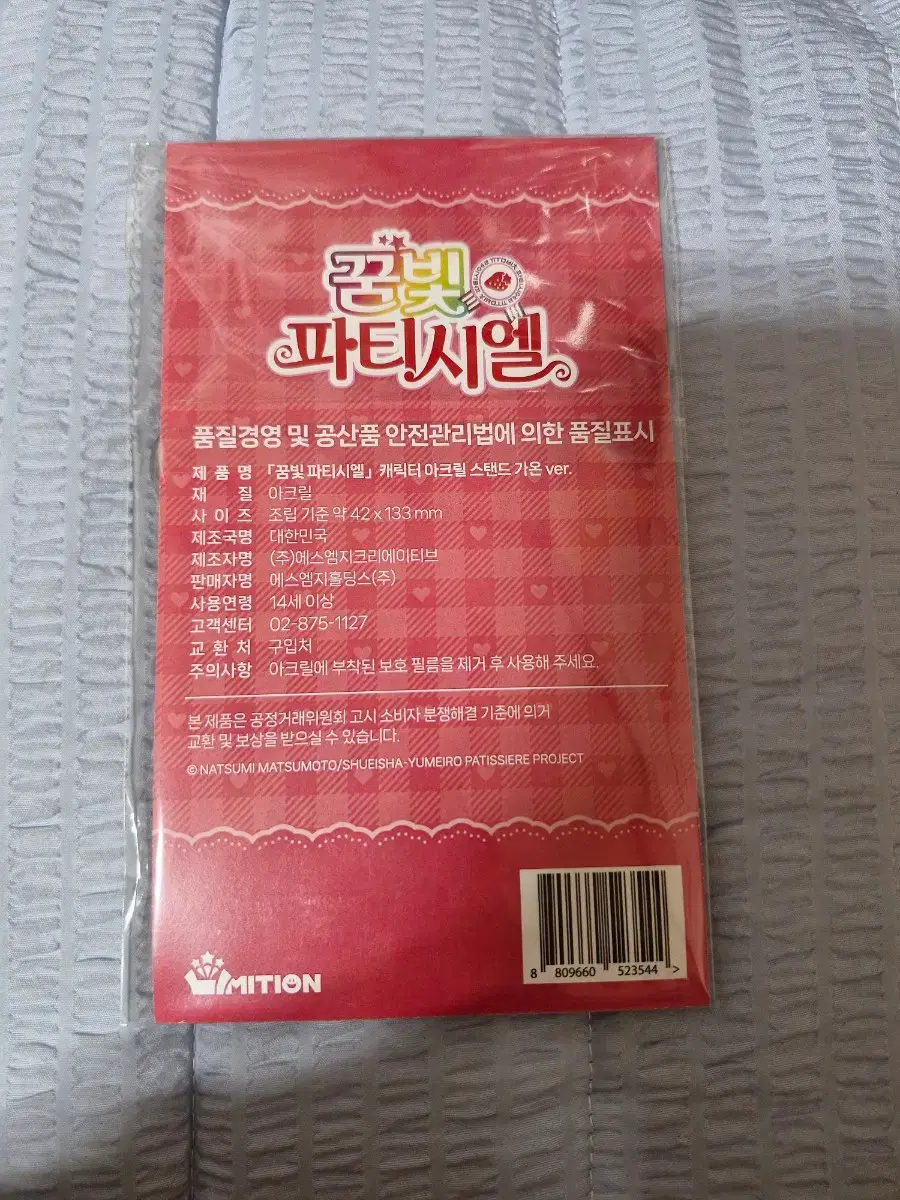 꿈빛
파티시엘
품질경영 및 공산품 안전관리법에 의한 품질표시
제 품 명 「꿈빛 파티시엘」 캐릭터 아크릴 스탠드 가온 ver.
재 질 아크릴
사 이 즈 조립 기준 약 42 x 133 mm
제조국명 대한민국
제조자명 (주)에스엠지크리에이티브
판매자명 에스엠지홀딩스(주)
사용연령 14세 이상
고객센터 02-875-1127
교 환 처 구입처
주의사항 아크릴에 부착된 보호 필름을 제거 후 사용해 주세요.
본 제품은 공정거래위원회 고시 소비자 분쟁해결 기준에 의거
교환 및 보상을 받으실 수 있습니다.
© NATSUMI MATSUMOTO/SHUEISHA-YUMEIRO PATISSIERE PROJECT
MITION
8 809660 523544 >